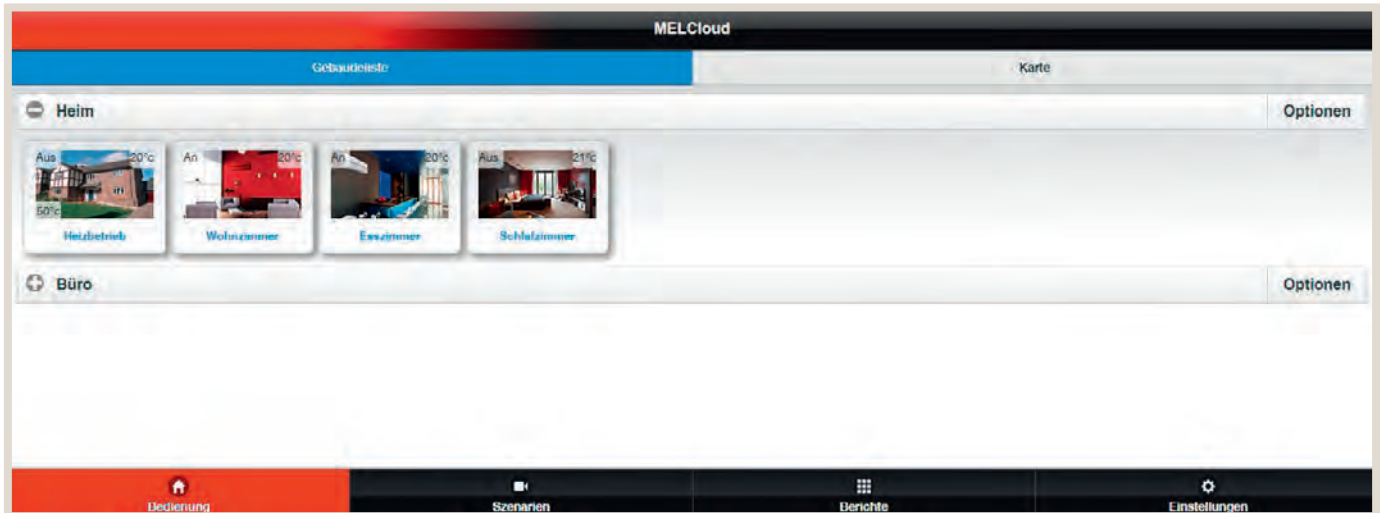 MELCloud
Gebäudeliste Karte
Heim Optionen
Aus 20°c An 20°c An 20°c Aus 21°c
50°c
Heizbetrieb Wohnzimmer Esszimmer Schlafzimmer
Büro Optionen
Bedienung Szenarien Berichte Einstellungen